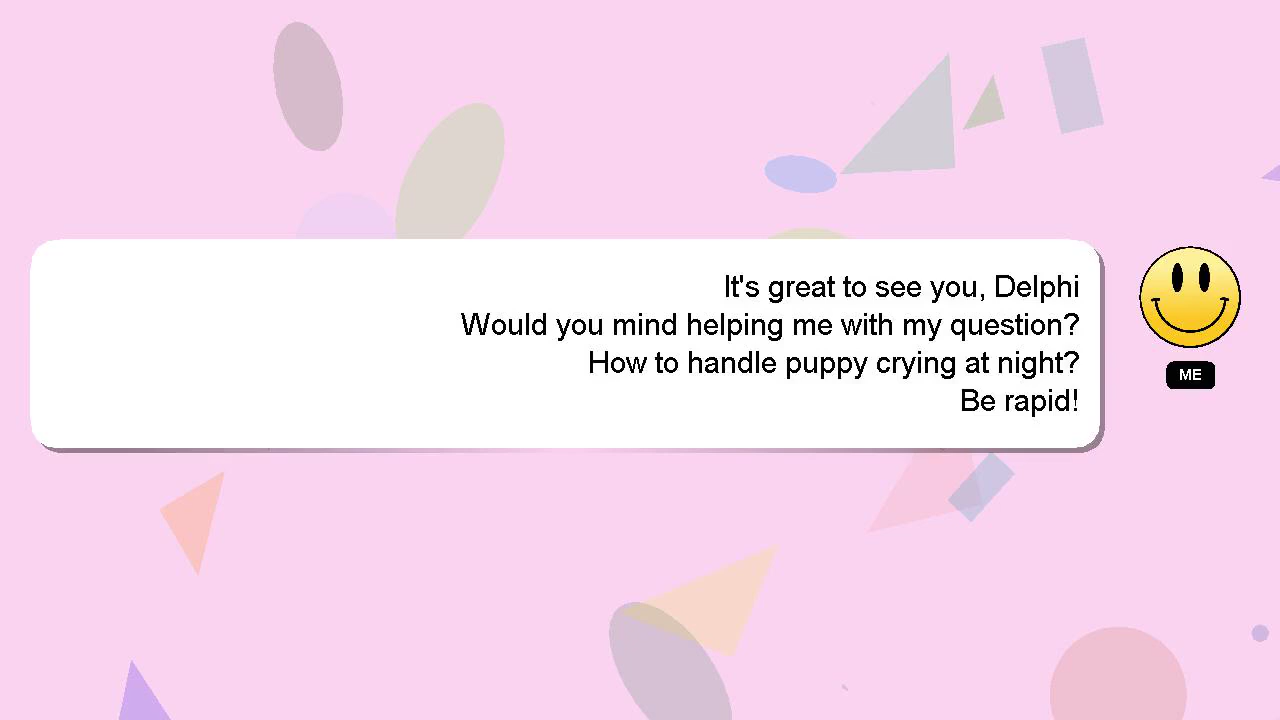 It's great to see you, Delphi
Would you mind helping me with my question?
How to handle puppy crying at night?
Be rapid!
ME